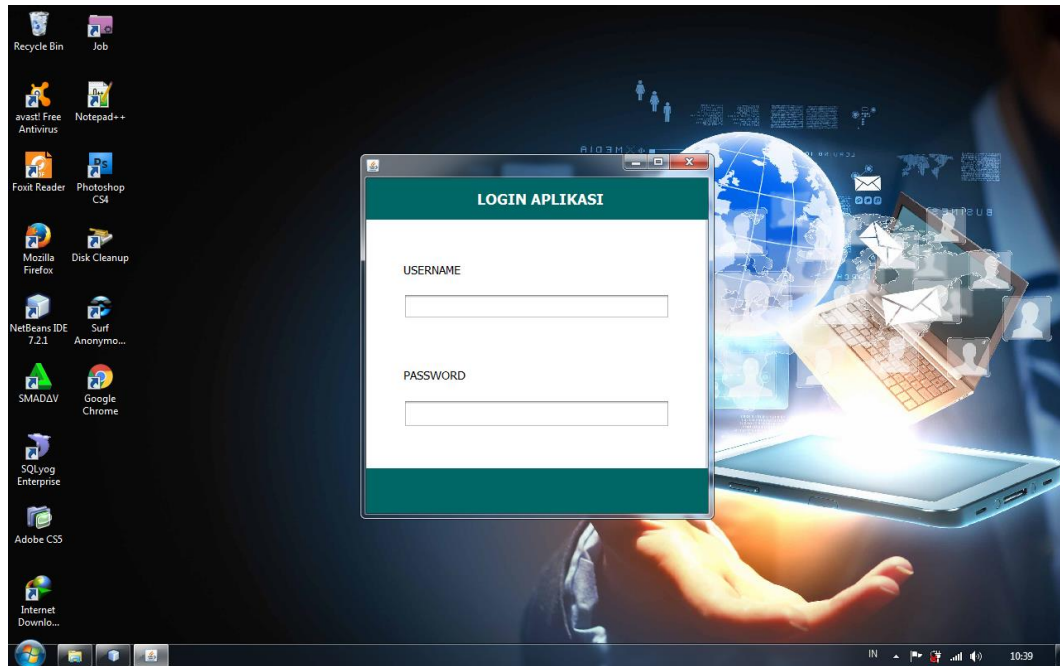 Recycle Bin
Job
avast! Free
Antivirus
Notepad++
Foxit Reader
Photoshop
CS4
Mozilla
Firefox
Disk Cleanup
NetBeans IDE
7.2.1
Surf
Anonymo...
SMADΔV
Google
Chrome
SQLyog
Enterprise
Adobe CS5
Internet
Downlo...
LOGIN APLIKASI
USERNAME
PASSWORD
IN
10:39